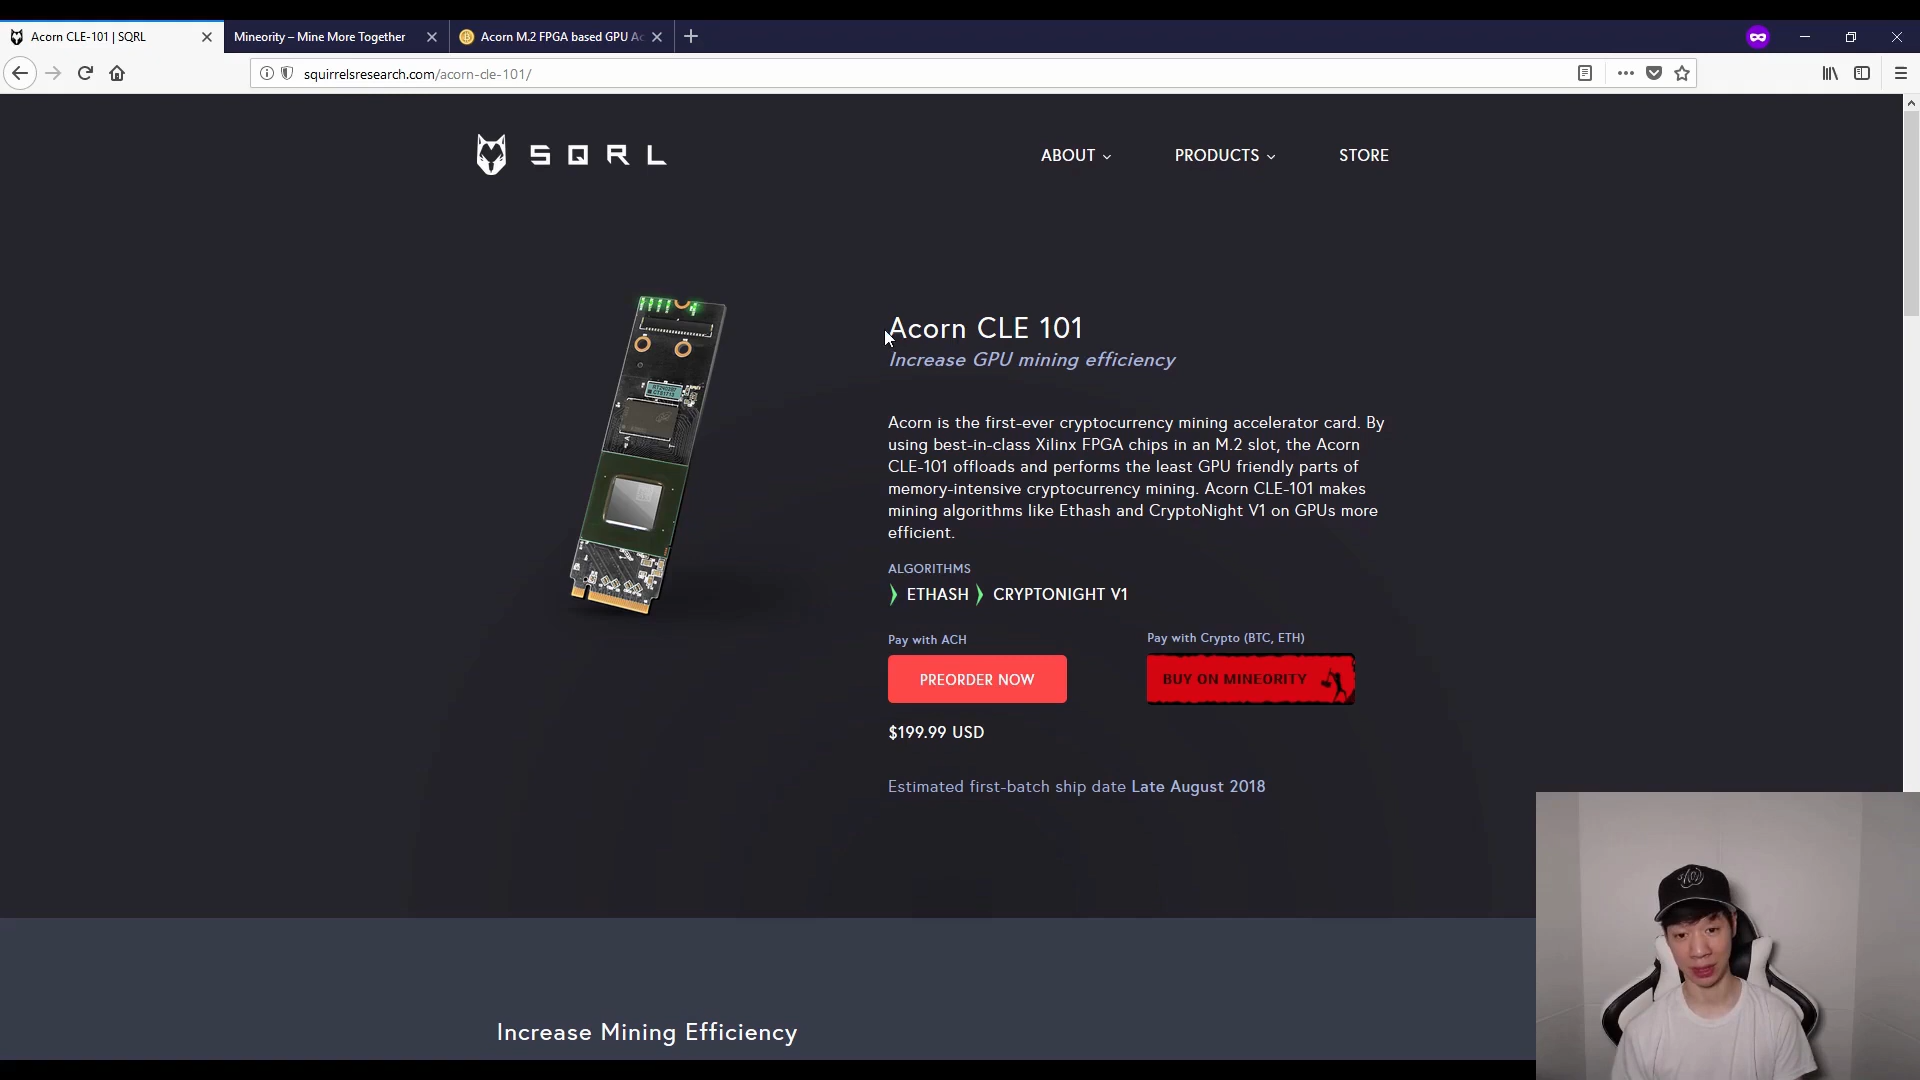 Acorn CLE-101 | SQRL
Mineority – Mine More Together
Acorn M.2 FPGA based GPU Ac
squirrelsresearch.com/acorn-cle-101/
SQRL
ABOUT
PRODUCTS
STORE
Acorn CLE 101
Increase GPU mining efficiency
Acorn is the first-ever cryptocurrency mining accelerator card. By
using best-in-class Xilinx FPGA chips in an M.2 slot, the Acorn
CLE-101 offloads and performs the least GPU friendly parts of
memory-intensive cryptocurrency mining. Acorn CLE-101 makes
mining algorithms like Ethash and CryptoNight V1 on GPUs more
efficient.
ALGORITHMS
ETHASH
CRYPTONIGHT V1
Pay with ACH
Pay with Crypto (BTC, ETH)
PREORDER NOW
BUY ON MINEORITY
$199.99 USD
Estimated first-batch ship date Late August 2018
Increase Mining Efficiency